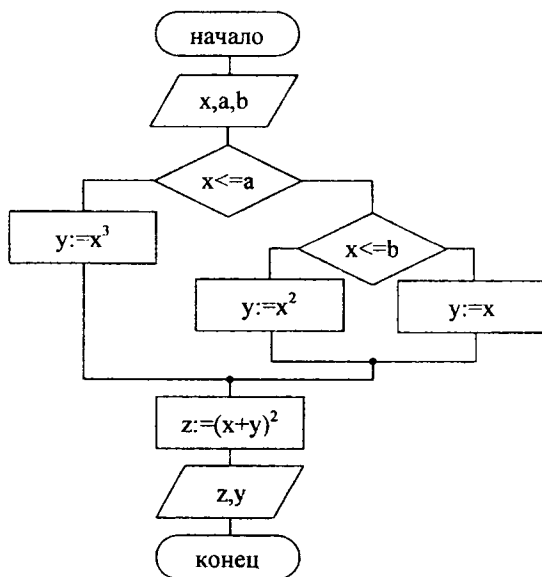 начало
x,a,b
x<=a
y:=x³
x<=b
y:=x²
y:=x
z:=(x+y)²
z,y
конец